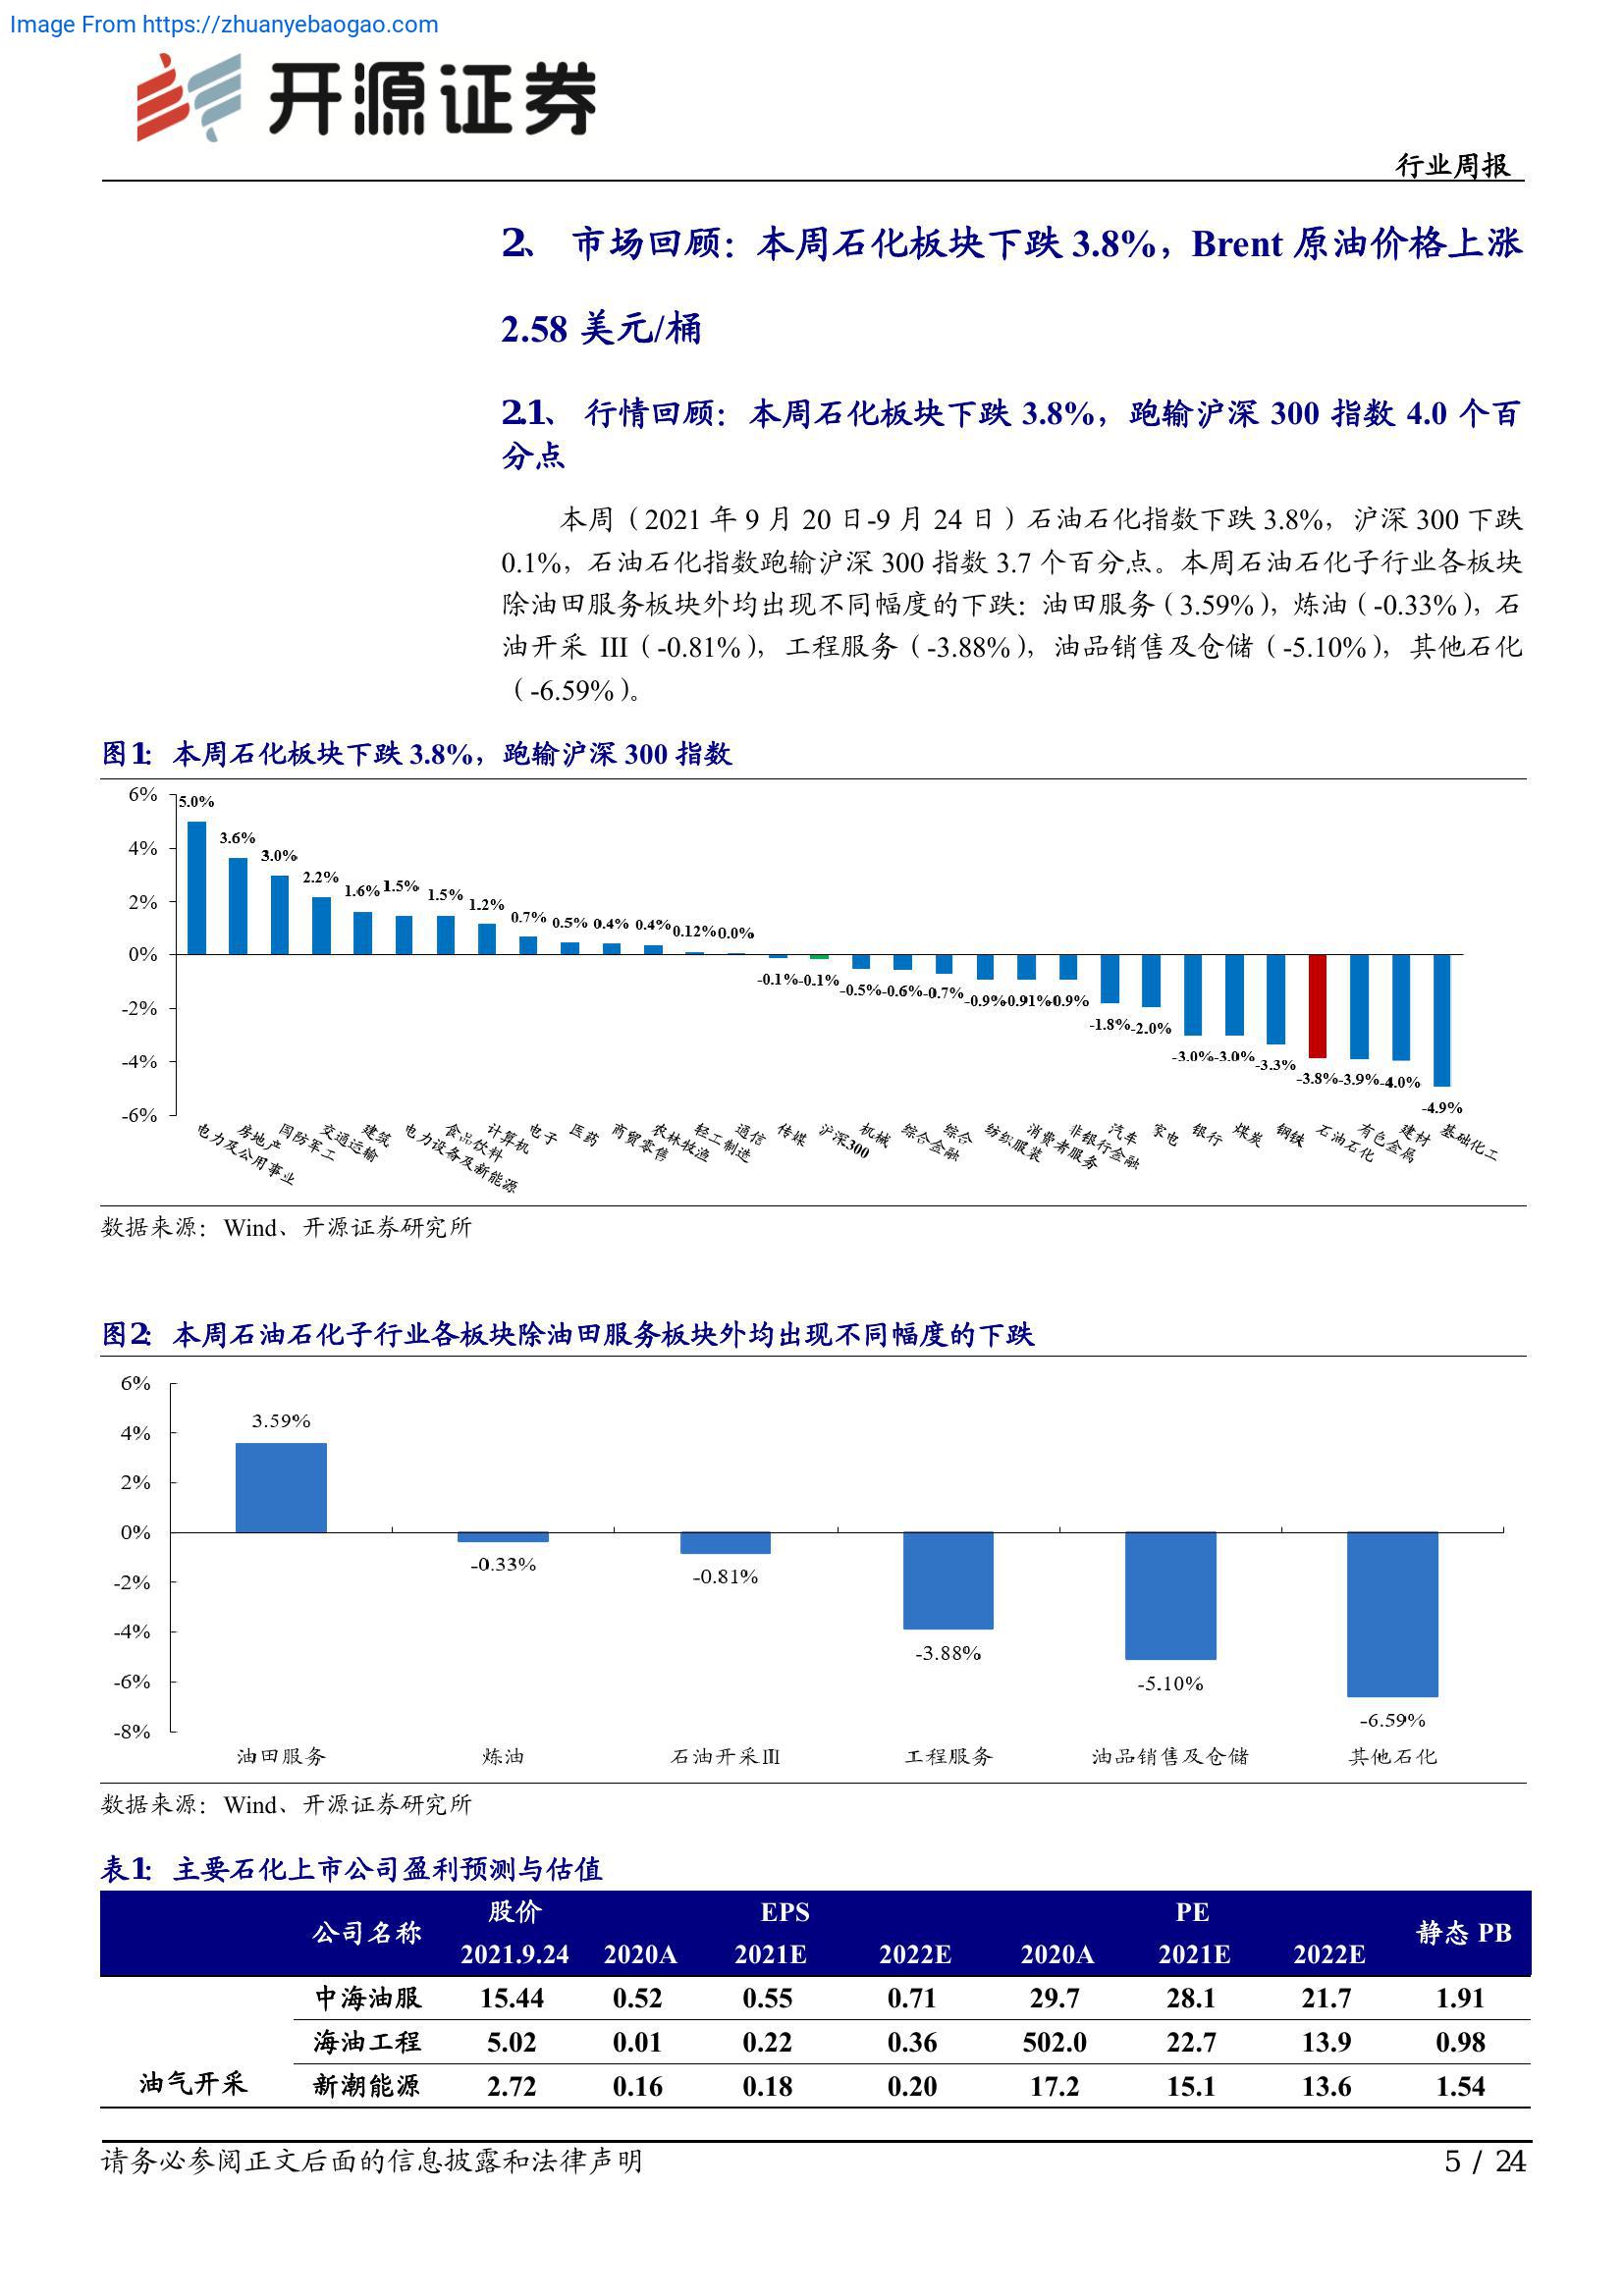 Image From https://zhuanyebaogao.com
开源证券
行业周报
2、 市场回顾：本周石化板块下跌 3.8%，Brent 原油价格上涨
2.58 美元/桶
2.1、 行情回顾：本周石化板块下跌 3.8%，跑输沪深 300 指数 4.0 个百
分点
本周（2021 年 9 月 20 日-9 月 24 日）石油石化指数下跌 3.8%，沪深 300 下跌
0.1%，石油石化指数跑输沪深 300 指数 3.7 个百分点。本周石油石化子行业各板块
除油田服务板块外均出现不同幅度的下跌：油田服务（3.59%），炼油（-0.33%），石
油开采 III（-0.81%），工程服务（-3.88%），油品销售及仓储（-5.10%），其他石化
（-6.59%）。
图1： 本周石化板块下跌 3.8%，跑输沪深 300 指数
6%
4%
2%
0%
-2%
-4%
-6%
5.0% 3.6% 3.0% 2.2% 1.6% 1.5% 1.5% 1.2% 0.7% 0.5% 0.4% 0.4% 0.12% 0.0% -0.1% -0.1% -0.5% -0.6% -0.7% -0.9% -0.91% -0.9% -1.8% -2.0% -3.0% -3.0% -3.3% -3.8% -3.9% -4.0% -4.9%
电力及公用事业 房地产 国防军工 交通运输 建筑 电力设备及新能源 食品饮料 计算机 电子 医药 商贸零售 农林牧渔 轻工制造 通信 传媒 沪深300 机械 综合金融 综合 纺织服装 消费者服务 非银行金融 汽车 家电 银行 煤炭 钢铁 石油石化 有色金属 建材 基础化工
数据来源：Wind、开源证券研究所
图2： 本周石油石化子行业各板块除油田服务板块外均出现不同幅度的下跌
6%
4%
2%
0%
-2%
-4%
-6%
-8%
3.59% -0.33% -0.81% -3.88% -5.10% -6.59%
油田服务 炼油 石油开采Ⅲ 工程服务 油品销售及仓储 其他石化
数据来源：Wind、开源证券研究所
表1： 主要石化上市公司盈利预测与估值
公司名称 股价 EPS PE 静态 PB
2021.9.24 2020A 2021E 2022E 2020A 2021E 2022E
中海油服 15.44 0.52 0.55 0.71 29.7 28.1 21.7 1.91
海油工程 5.02 0.01 0.22 0.36 502.0 22.7 13.9 0.98
油气开采 新潮能源 2.72 0.16 0.18 0.20 17.2 15.1 13.6 1.54
请务必参阅正文后面的信息披露和法律声明
5 / 24